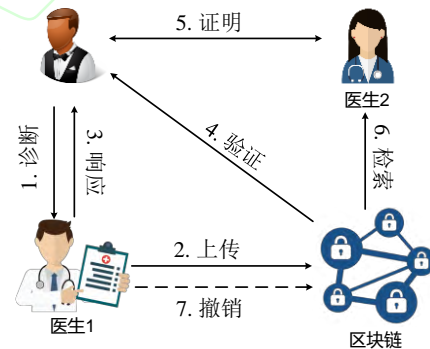 5. 证明
医生2
1. 诊断
3. 响应
4. 验证
6. 检索
2. 上传
7. 撤销
医生1
区块链